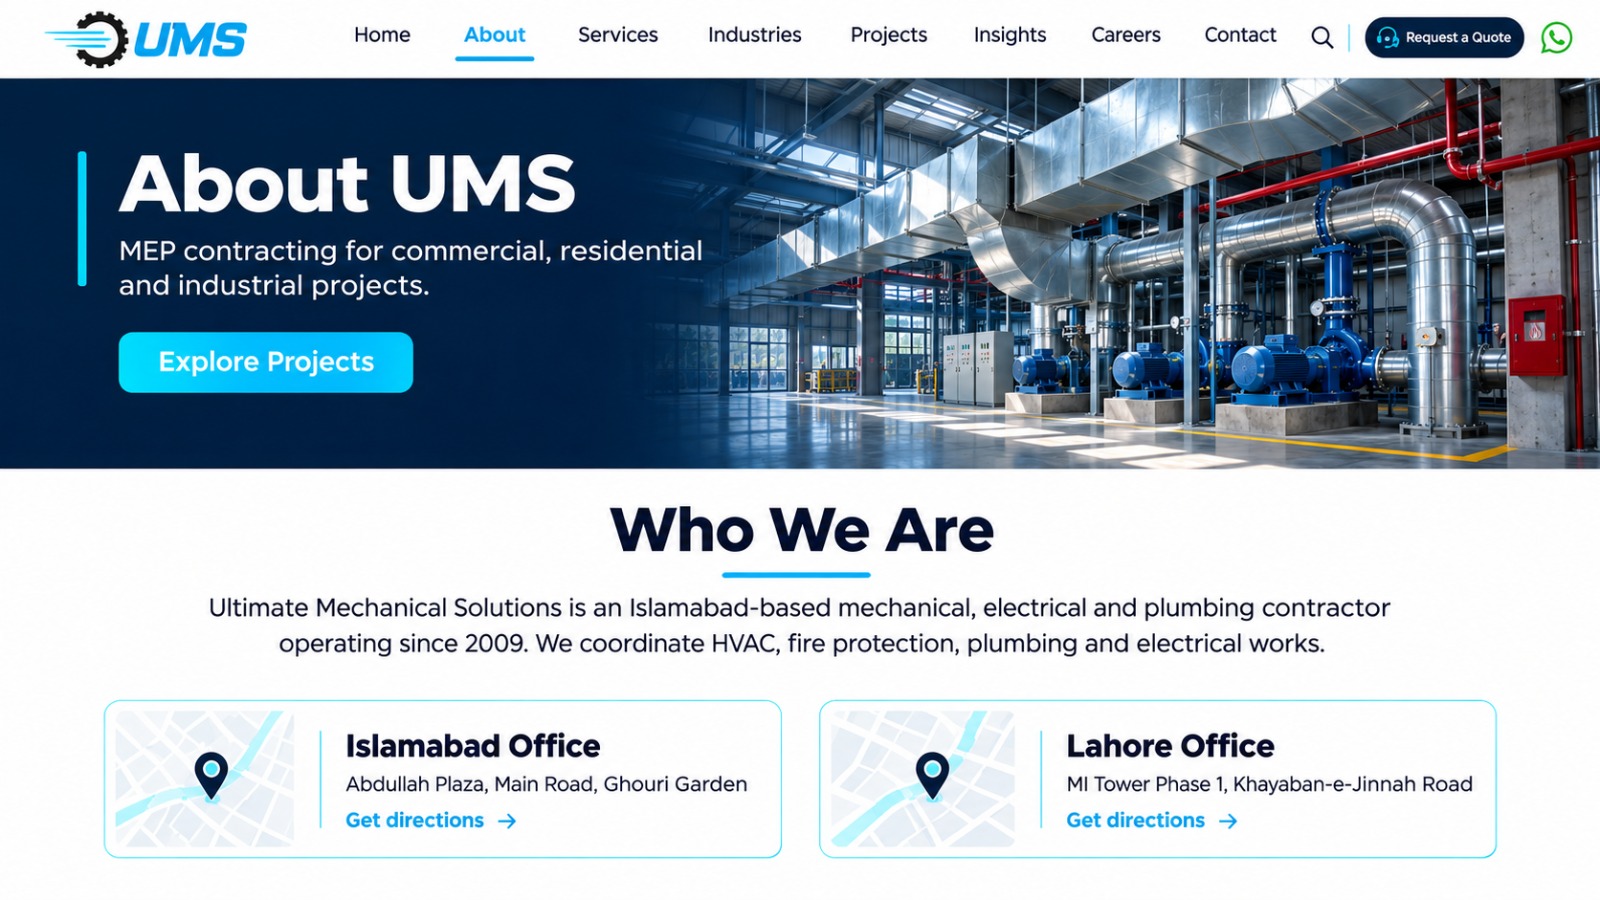 UMS
Home
About
Services
Industries
Projects
Insights
Careers
Contact
Request a Quote
About UMS
MEP contracting for commercial, residential
and industrial projects.
Explore Projects
Who We Are
Ultimate Mechanical Solutions is an Islamabad-based mechanical, electrical and plumbing contractor
operating since 2009. We coordinate HVAC, fire protection, plumbing and electrical works.
Islamabad Office
Abdullah Plaza, Main Road, Ghouri Garden
Get directions →
Lahore Office
MI Tower Phase 1, Khayaban-e-Jinnah Road
Get directions →